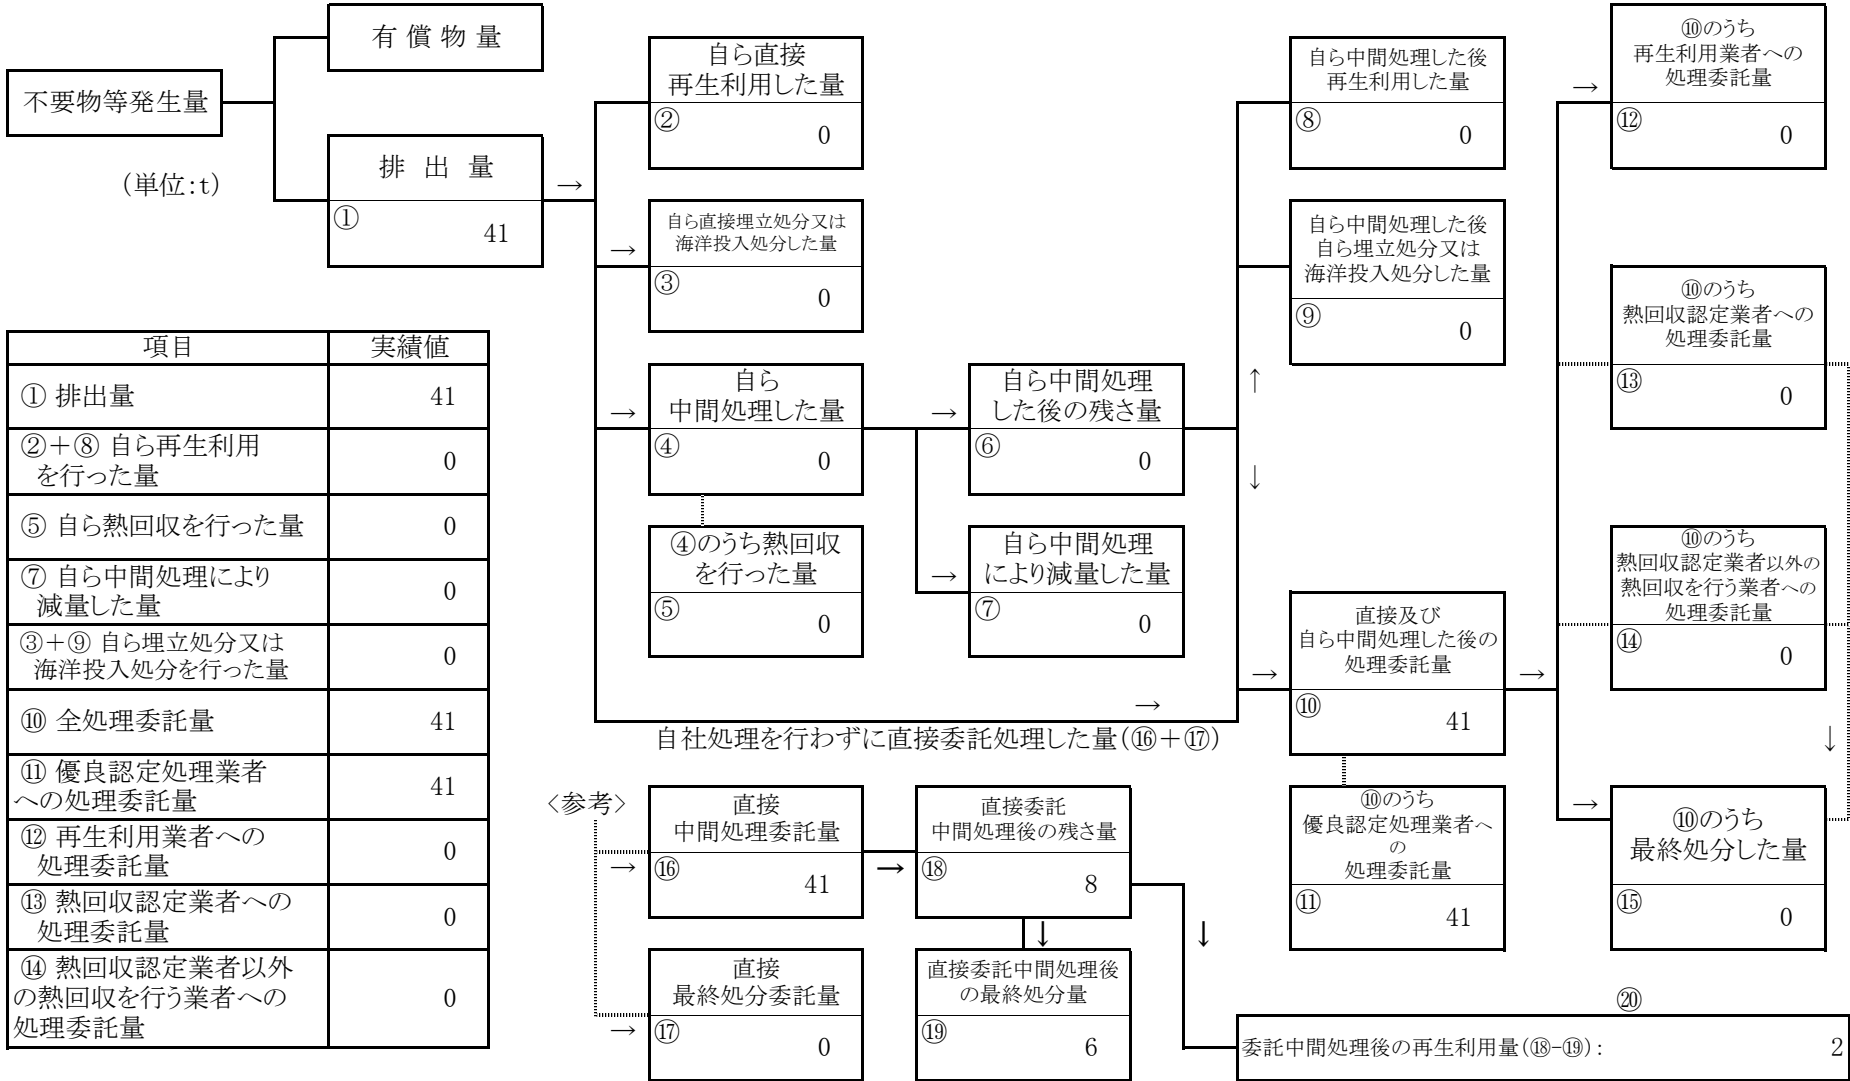 有 償 物 量
不要物等発生量
(単位:t)
排 出 量
①
41
→
自ら直接
再生利用した量
②
0
→
自ら直接埋立処分又は
海洋投入処分した量
③
0
→
自ら
中間処理した量
④
0
④のうち熱回収
を行った量
⑤
0
→
自ら中間処理
した後の残さ量
⑥
0
→
自ら中間処理
により減量した量
⑦
0
自ら中間処理した後
再生利用した量
⑧
0
自ら中間処理した後
自ら埋立処分又は
海洋投入処分した量
⑨
0
↑
↓
→
自社処理を行わずに直接委託処理した量(⑯+⑰)
→
直接及び
自ら中間処理した後の
処理委託量
⑩
41
⑩のうち
優良認定処理業者へ
の
処理委託量
⑪
41
→
→
⑩のうち
再生利用業者への
処理委託量
⑫
0
⑩のうち
熱回収認定業者への
処理委託量
⑬
0
⑩のうち
熱回収認定業者以外の
熱回収を行う業者への
処理委託量
⑭
0
↓
→
⑩のうち
最終処分した量
⑮
0
項目 実績値
① 排出量 41
②+⑧ 自ら再生利用
を行った量 0
⑤ 自ら熱回収を行った量 0
⑦ 自ら中間処理により
減量した量 0
③+⑨ 自ら埋立処分又は
海洋投入処分を行った量 0
⑩ 全処理委託量 41
⑪ 優良認定処理業者
への処理委託量 41
⑫ 再生利用業者への
処理委託量 0
⑬ 熱回収認定業者への
処理委託量 0
⑭ 熱回収認定業者以外
の熱回収を行う業者への
処理委託量 0
〈参考〉
→
直接
中間処理委託量
⑯
41
→
直接委託
中間処理後の残さ量
⑱
8
↓
↓
→
直接
最終処分委託量
⑰
0
直接委託中間処理後
の最終処分量
⑲
6
⑳
委託中間処理後の再生利用量(⑱-⑲): 2